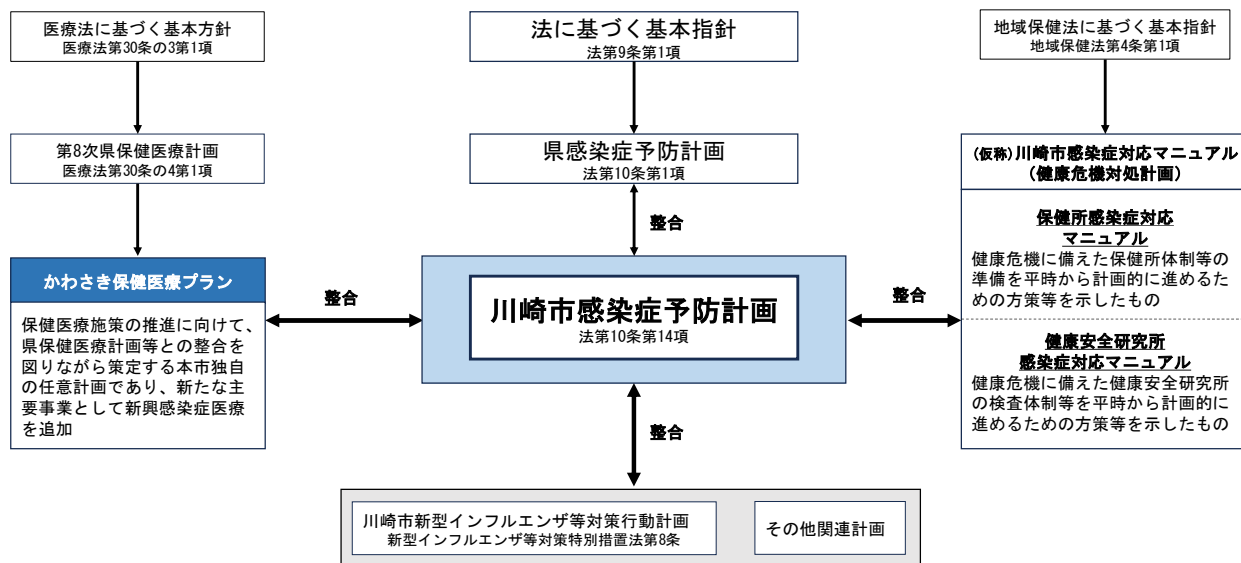 医療法に基づく基本方針
医療法第30条の3第1項
法に基づく基本指針
法第9条第1項
地域保健法に基づく基本指針
地域保健法第4条第1項
第8次県保健医療計画
医療法第30条の4第1項
県感染症予防計画
法第10条第1項
(仮称)川崎市感染症対応マニュアル
(健康危機対処計画)
整合
保健所感染症対応
マニュアル
健康危機に備えた保健所体制等の
準備を平時から計画的に進めるた
めの方策等を示したもの
かわさき保健医療プラン
保健医療施策の推進に向けて、
県保健医療計画等との整合を
図りながら策定する本市独自
の任意計画であり、新たな主
要事業として新興感染症医療
を追加
整合
川崎市感染症予防計画
法第10条第14項
整合
健康安全研究所
感染症対応マニュアル
健康危機に備えた健康安全研究所
の検査体制等を平時から計画的に
進めるための方策等を示したもの
整合
川崎市新型インフルエンザ等対策行動計画
新型インフルエンザ等対策特別措置法第8条
その他関連計画